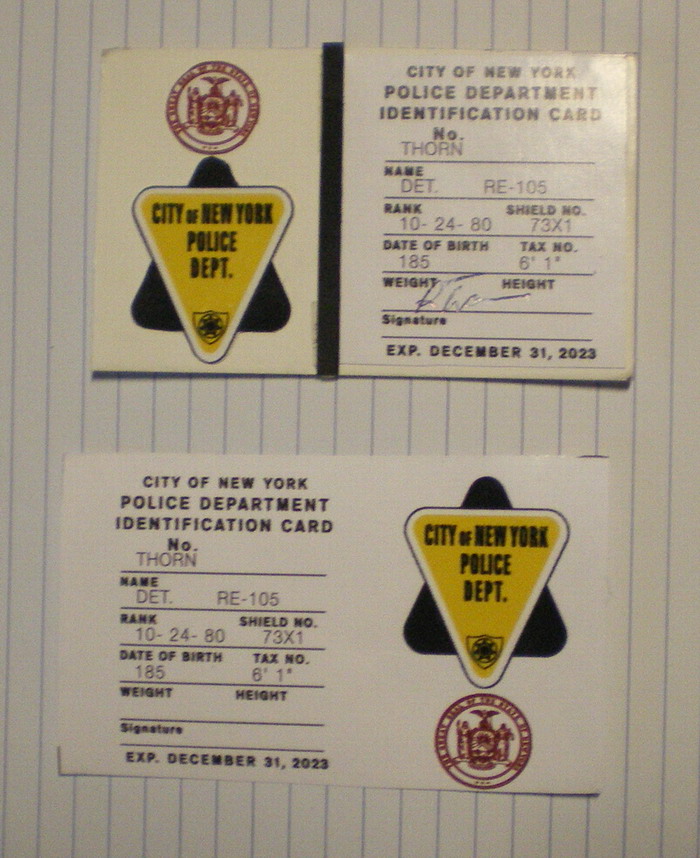 CITY OF NEW YORK
POLICE
DEPT.
CITY OF NEW YORK
POLICE DEPARTMENT
IDENTIFICATION CARD
No.
THORN
NAME
DET. RE-105
RANK SHIELD NO.
10- 24- 80 73X1
DATE OF BIRTH TAX NO.
185 6' 1"
WEIGHT HEIGHT
Signature
EXP. DECEMBER 31, 2023
CITY OF NEW YORK
POLICE DEPARTMENT
IDENTIFICATION CARD
No.
THORN
NAME
DET. RE-105
RANK SHIELD NO.
10- 24- 80 73X1
DATE OF BIRTH TAX NO.
185 6' 1"
WEIGHT HEIGHT
Signature
EXP. DECEMBER 31, 2023
CITY OF NEW YORK
POLICE
DEPT.